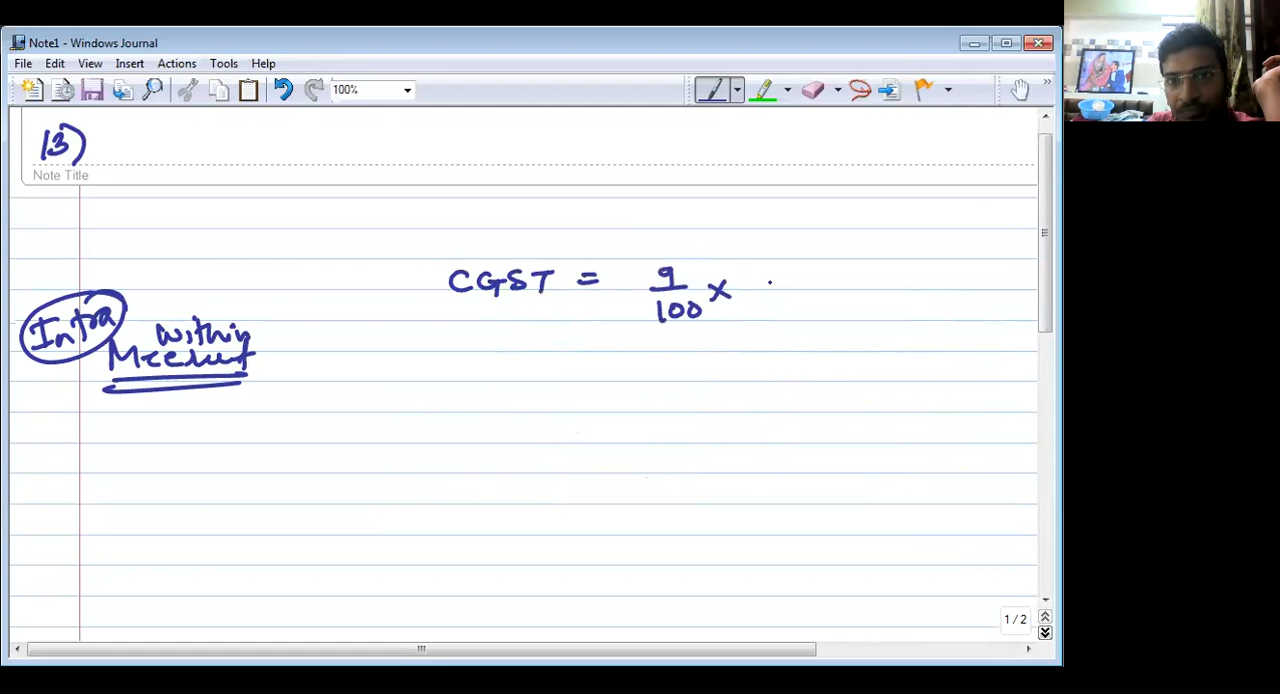 Note1 - Windows Journal
File Edit View Insert Actions Tools Help
100%
13)
Note Title
CGST = 9/100 ×
Intra within
Meerut
1 / 2